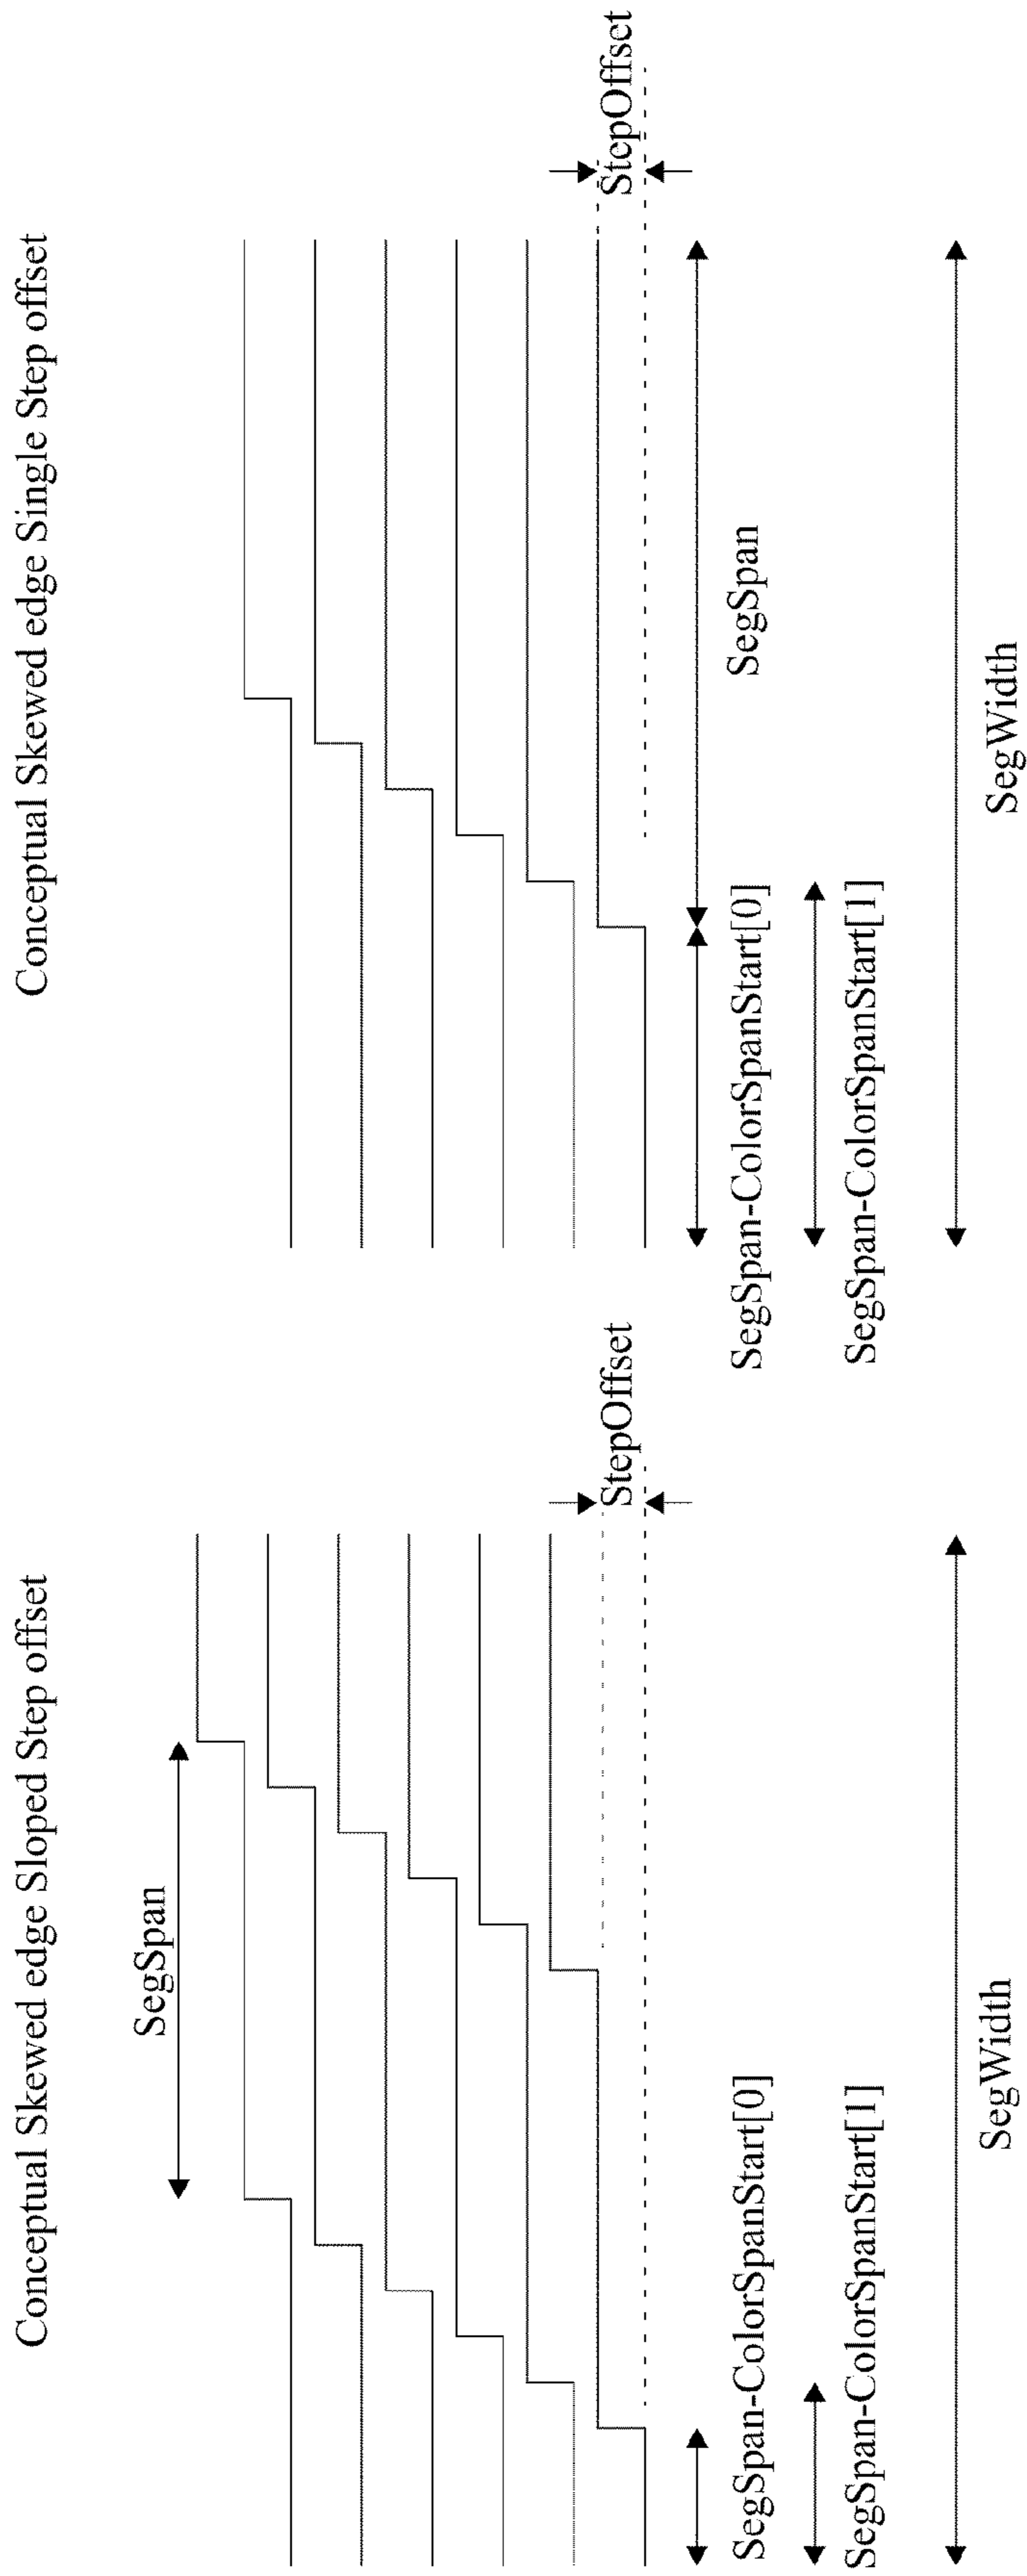 Conceptual Skewed edge Sloped Step offset
SegSpan
StepOffset
SegSpan-ColorSpanStart[0]
SegSpan-ColorSpanStart[1]
SegWidth
Conceptual Skewed edge Single Step offset
StepOffset
SegSpan
SegSpan-ColorSpanStart[0]
SegSpan-ColorSpanStart[1]
SegWidth